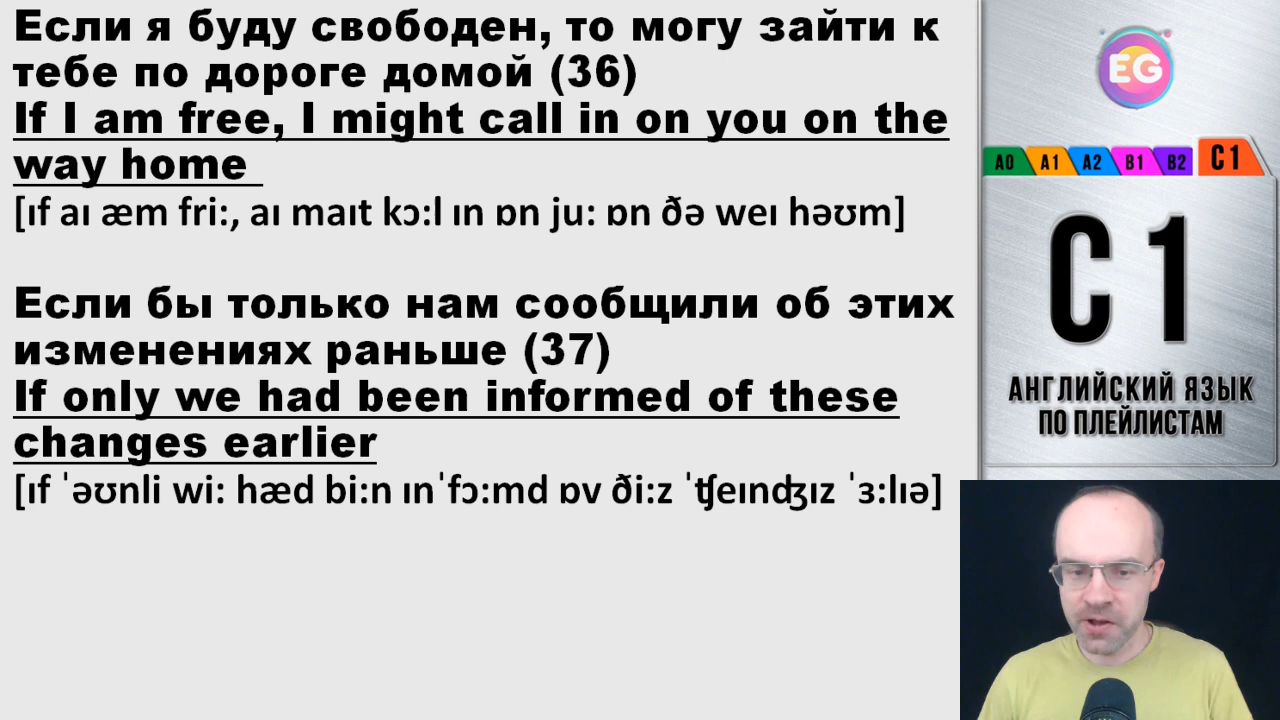 Если я буду свободен, то могу зайти к
тебе по дороге домой (36)
If I am free, I might call in on you on the
way home
[ɪf aɪ æm fri:, aɪ maɪt kɔ:l ɪn ɒn ju: ɒn ðə weɪ həʊm]
Если бы только нам сообщили об этих
изменениях раньше (37)
If only we had been informed of these
changes earlier
[ɪf ˈəʊnli wi: hæd bi:n ɪnˈfɔ:md ɒv ði:z ˈʧeɪnʤɪz ˈɜ:lɪə]
EG
A0 A1 A2 B1 B2 C1
C 1
АНГЛИЙСКИЙ ЯЗЫК
ПО ПЛЕЙЛИСТАМ